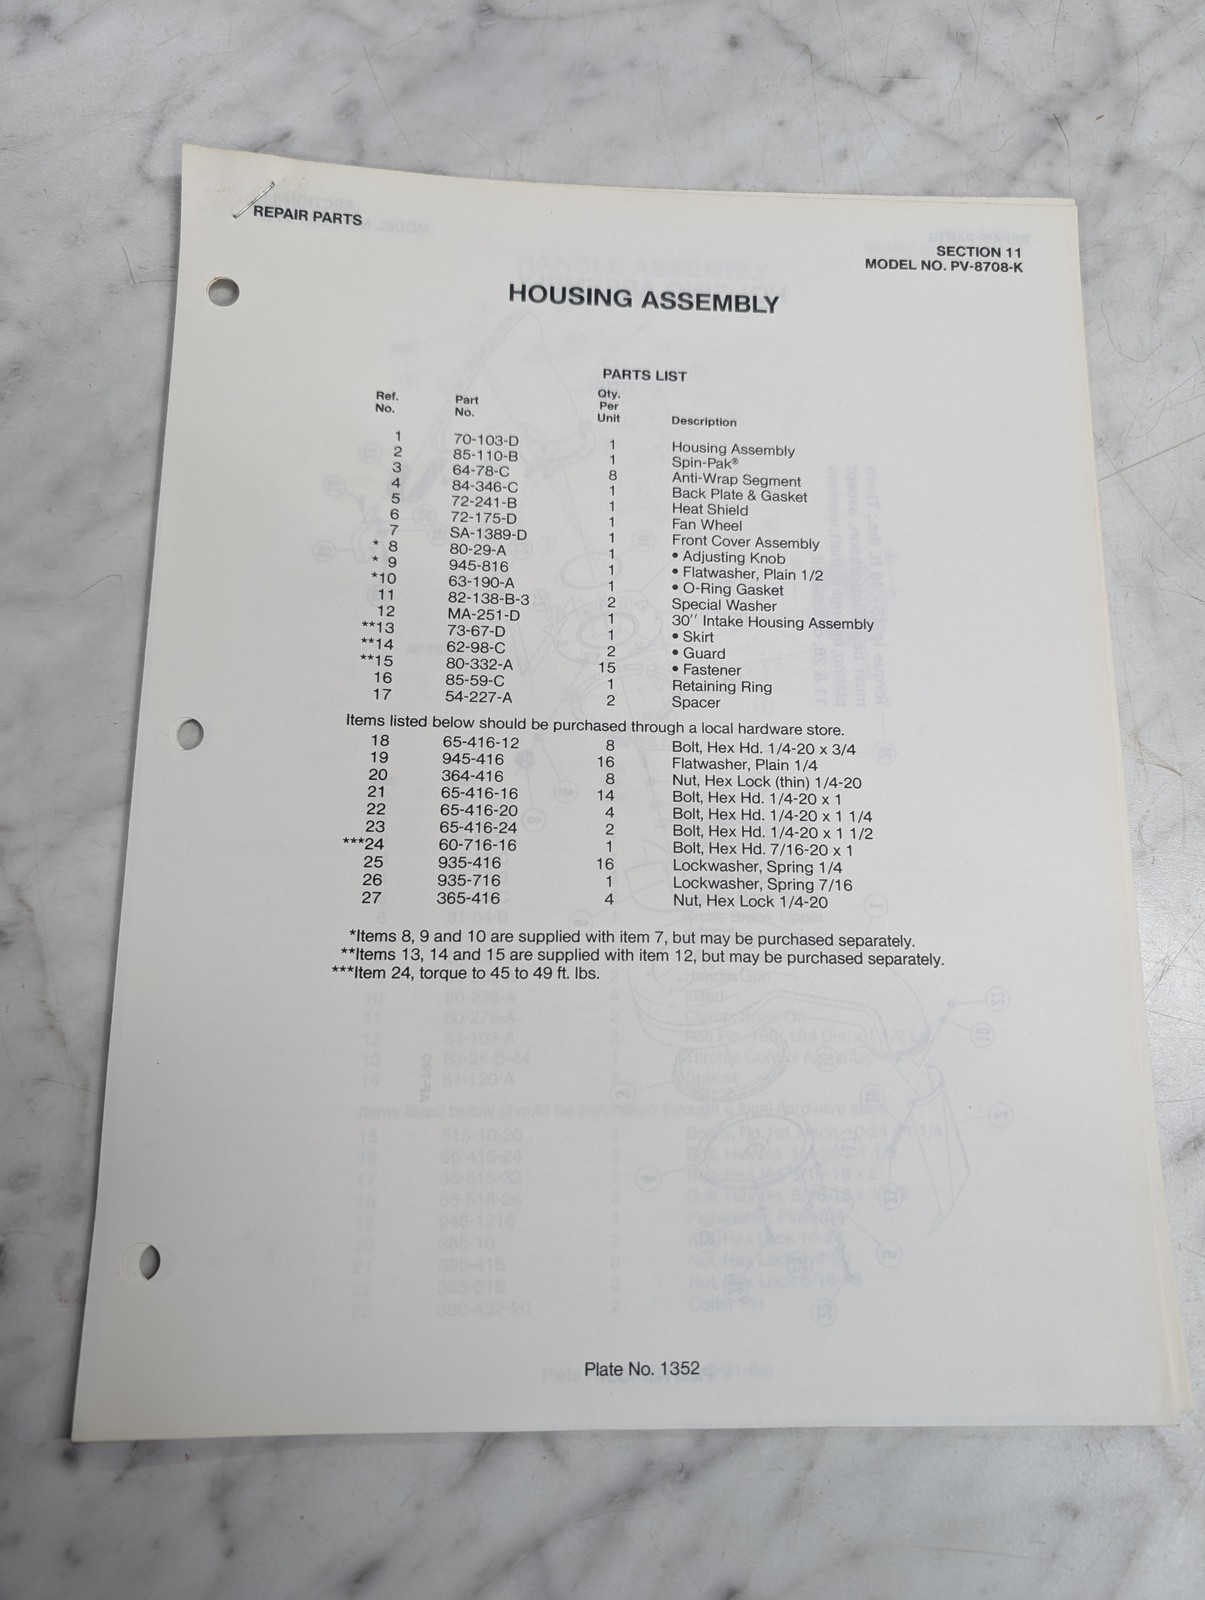 REPAIR PARTS
SECTION 11
MODEL NO. PV-8708-K
HOUSING ASSEMBLY
PARTS LIST
Ref. No. Part No. Qty. Per Unit Description
1 70-103-D 1 Housing Assembly
2 85-110-B 1 Spin-Pak®
3 64-78-C 8 Anti-Wrap Segment
4 84-346-C 1 Back Plate & Gasket
5 72-241-B 1 Heat Shield
6 72-175-D 1 Fan Wheel
7 SA-1389-D 1 Front Cover Assembly
* 8 80-29-A 1 • Adjusting Knob
* 9 945-816 1 • Flatwasher, Plain 1/2
*10 63-190-A 1 • O-Ring Gasket
11 82-138-B-3 2 Special Washer
12 MA-251-D 1 30″ Intake Housing Assembly
**13 73-67-D 1 • Skirt
**14 62-98-C 2 • Guard
**15 80-332-A 15 • Fastener
16 85-59-C 1 Retaining Ring
17 54-227-A 2 Spacer
Items listed below should be purchased through a local hardware store.
18 65-416-12 8 Bolt, Hex Hd. 1/4-20 x 3/4
19 945-416 16 Flatwasher, Plain 1/4
20 364-416 8 Nut, Hex Lock (thin) 1/4-20
21 65-416-16 14 Bolt, Hex Hd. 1/4-20 x 1
22 65-416-20 4 Bolt, Hex Hd. 1/4-20 x 1 1/4
23 65-416-24 2 Bolt, Hex Hd. 1/4-20 x 1 1/2
***24 60-716-16 1 Bolt, Hex Hd. 7/16-20 x 1
25 935-416 16 Lockwasher, Spring 1/4
26 935-716 1 Lockwasher, Spring 7/16
27 365-416 4 Nut, Hex Lock 1/4-20
*Items 8, 9 and 10 are supplied with item 7, but may be purchased separately.
**Items 13, 14 and 15 are supplied with item 12, but may be purchased separately.
***Item 24, torque to 45 to 49 ft. lbs.
Plate No. 1352